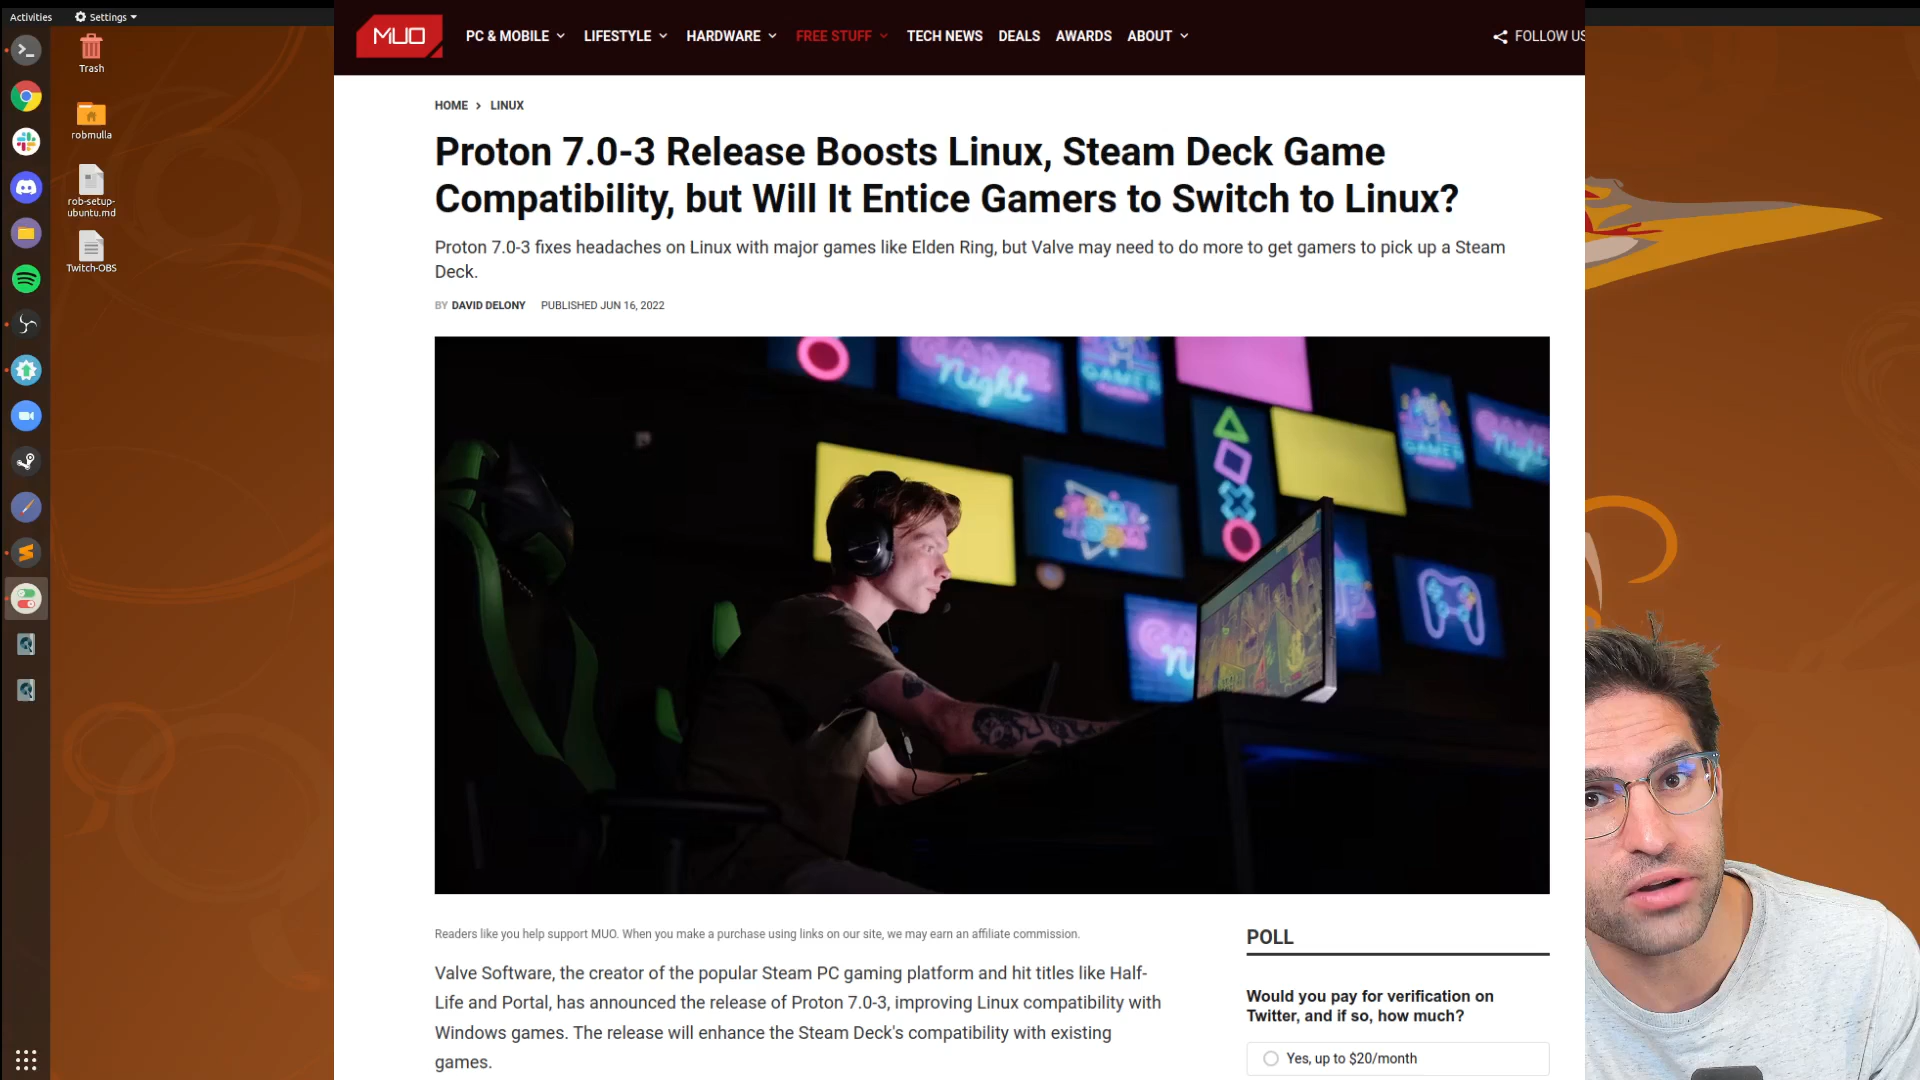 Activities
Settings
Trash
robmulla
rob-setup-
ubuntu.md
Twitch-OBS
MUO
PC & MOBILE
LIFESTYLE
HARDWARE
FREE STUFF
TECH NEWS
DEALS
AWARDS
ABOUT
FOLLOW US
HOME > LINUX
Proton 7.0-3 Release Boosts Linux, Steam Deck Game
Compatibility, but Will It Entice Gamers to Switch to Linux?
Proton 7.0-3 fixes headaches on Linux with major games like Elden Ring, but Valve may need to do more to get gamers to pick up a Steam
Deck.
BY DAVID DELONY PUBLISHED JUN 16, 2022
GAME
Night
GAMER
Readers like you help support MUO. When you make a purchase using links on our site, we may earn an affiliate commission.
Valve Software, the creator of the popular Steam PC gaming platform and hit titles like Half-
Life and Portal, has announced the release of Proton 7.0-3, improving Linux compatibility with
Windows games. The release will enhance the Steam Deck's compatibility with existing
games.
POLL
Would you pay for verification on
Twitter, and if so, how much?
Yes, up to $20/month